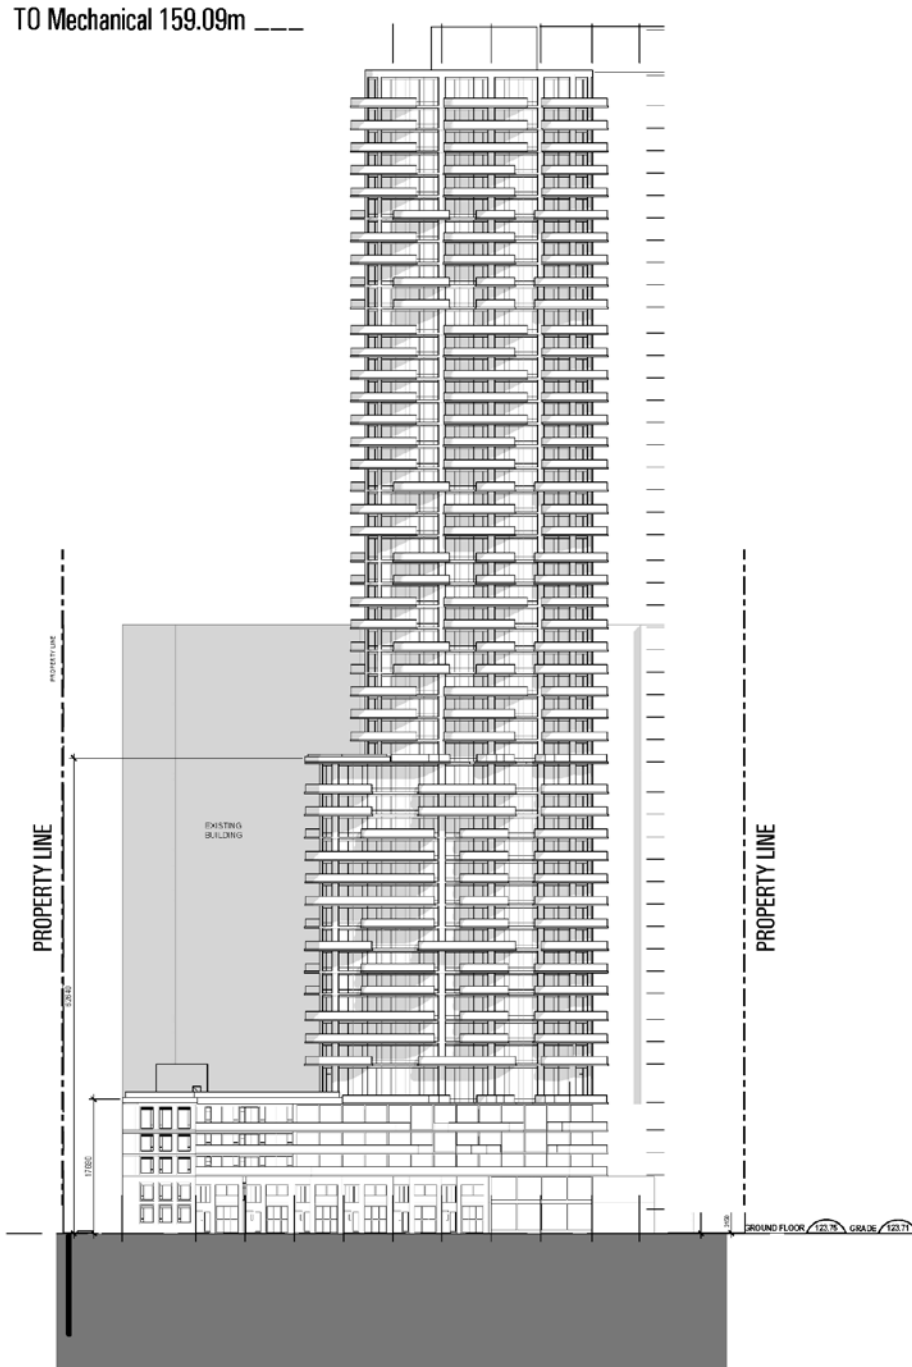 TO Mechanical 159.09m
PROPERTY LINE
EXISTING
BUILDING
PROPERTY LINE
PROPERTY LINE
GROUND FLOOR 123.75 GRADE 123.71